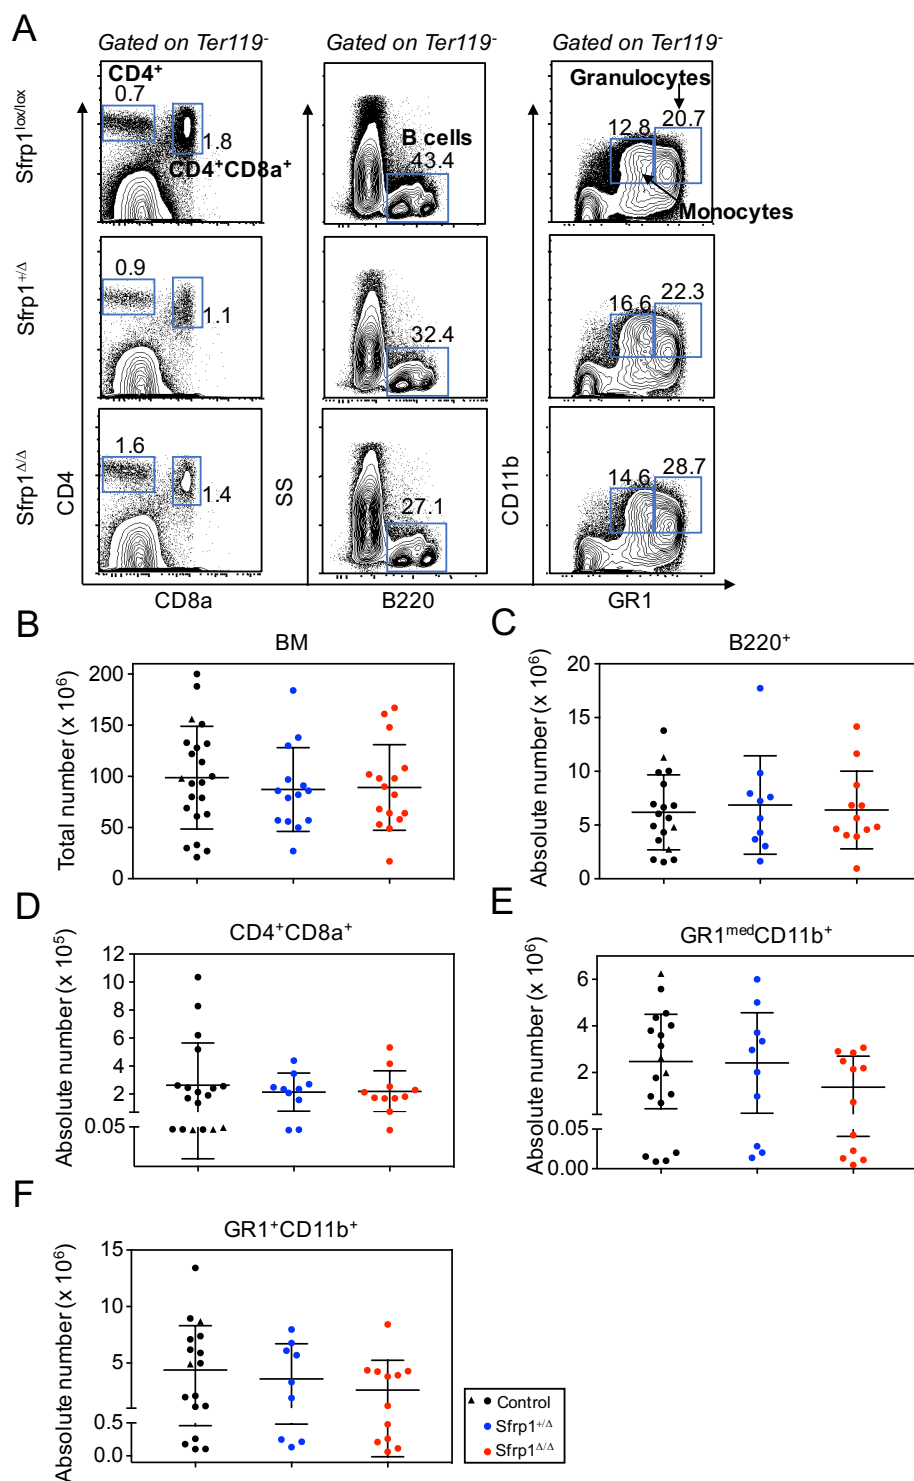 A
Gated on Ter119⁻ Gated on Ter119⁻ Gated on Ter119⁻
Sfrp1ˡᵒˣ/ˡᵒˣ
CD4⁺
0.7
1.8
CD4⁺CD8a⁺
B cells
43.4
Granulocytes
12.8 20.7
Monocytes
Sfrp1⁺/Δ
0.9
1.1
32.4
16.6 22.3
Sfrp1Δ/Δ
1.6
1.4
27.1
14.6 28.7
CD4
SS
CD11b
CD8a B220 GR1
B
BM
Total number (x 10⁶)
200
150
100
50
0
C
B220⁺
Absolute number (x 10⁶)
20
15
10
5
0
D
CD4⁺CD8a⁺
Absolute number (x 10⁵)
12
10
8
6
4
2
0.05
E
GR1ᵐᵉᵈCD11b⁺
Absolute number (x 10⁶)
6
4
2
0.05
0.00
F
GR1⁺CD11b⁺
Absolute number (x 10⁶)
15
10
5
0.5
0.0
Control
Sfrp1⁺/Δ
Sfrp1Δ/Δ